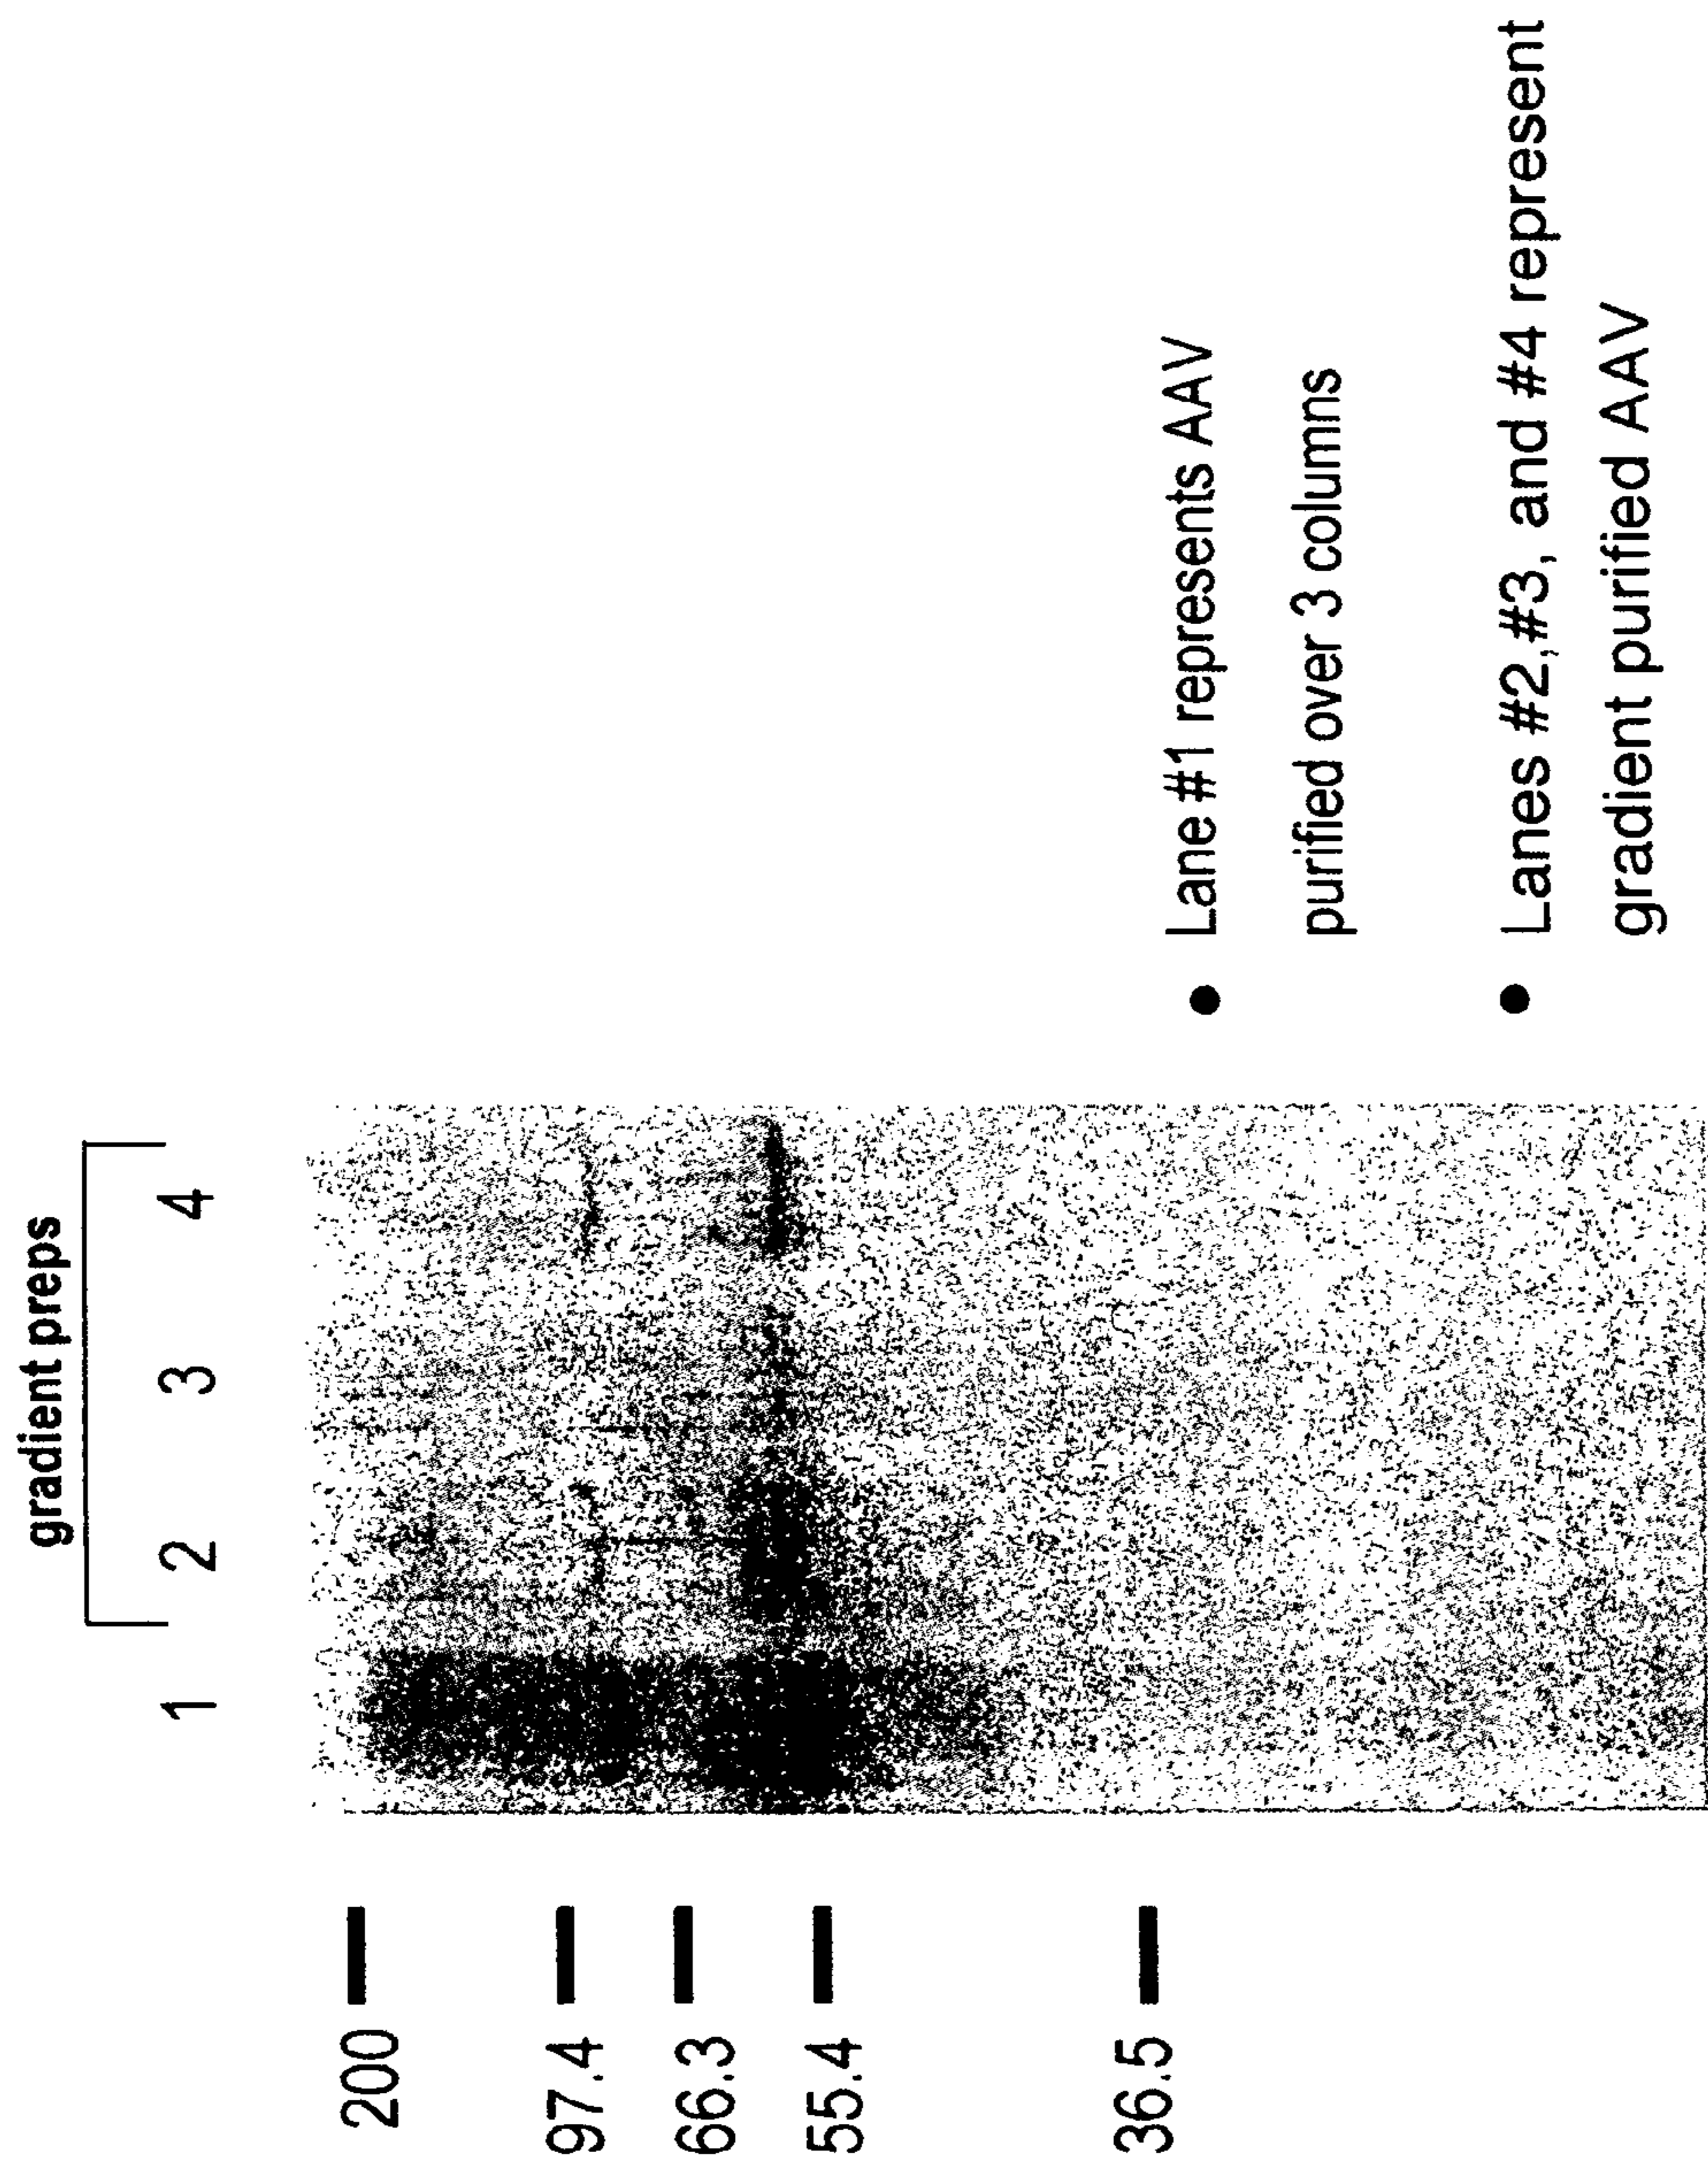 gradient preps
1 2 3 4
200
97.4
66.3
55.4
36.5
● Lane #1 represents AAV
purified over 3 columns
● Lanes #2,#3, and #4 represent
gradient purified AAV